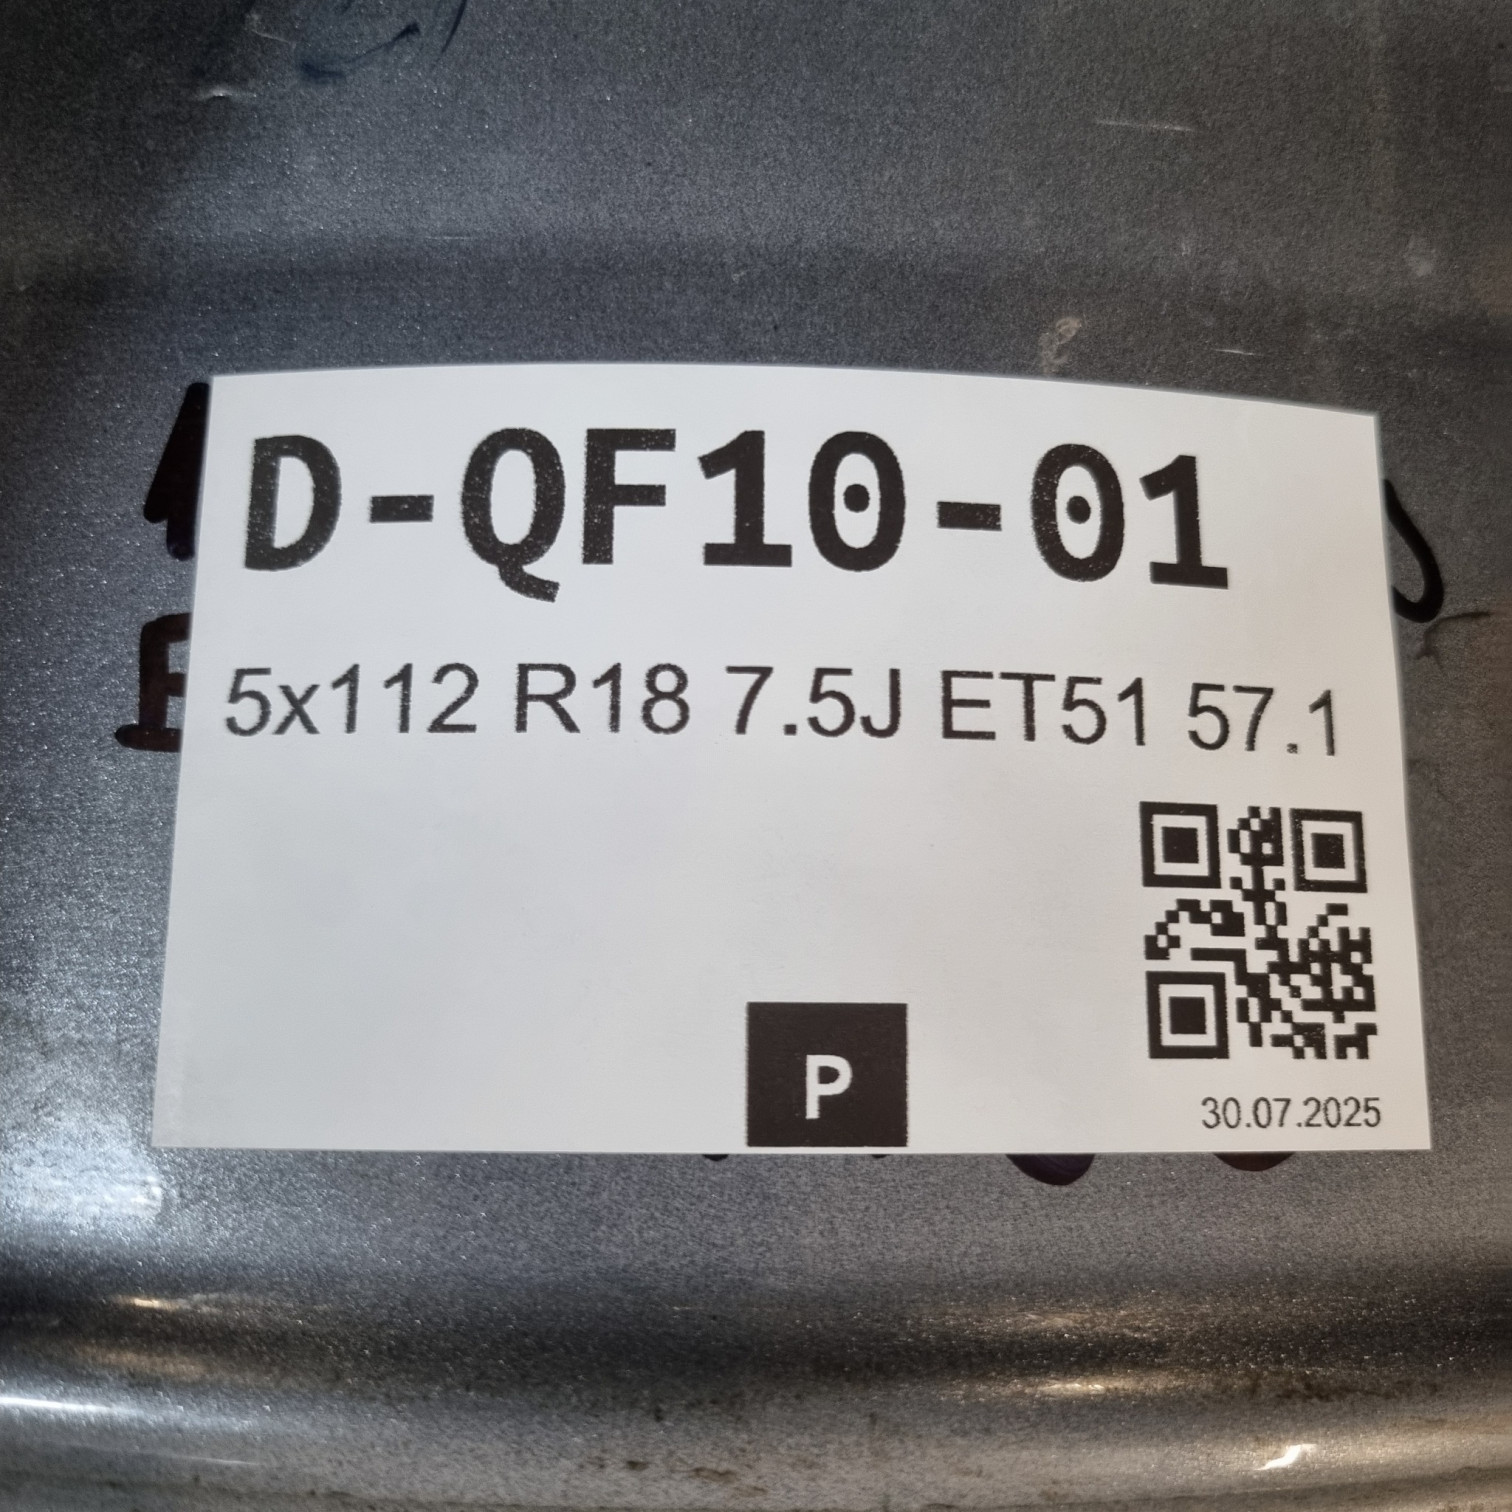 D-QF10-01
5x112 R18 7.5J ET51 57.1
P
30.07.2025